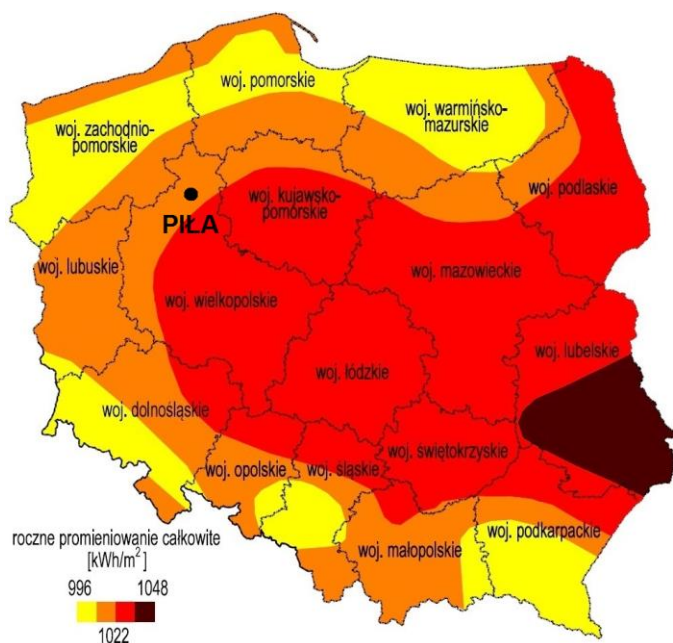 woj. pomorskie
woj. warmińsko-
mazurskie
woj. zachodnio-
pomorskie
woj. podlaskie
woj. kujawsko-
pomorskie
PIŁA
woj. lubuskie
woj. mazowieckie
woj. wielkopolskie
woj. lubelskie
woj. łódzkie
woj. dolnośląskie
woj. świętokrzyskie
woj. opolskie
woj. śląskie
woj. podkarpackie
woj. małopolskie
roczne promieniowanie całkowite
[kWh/m²]
996 1048
1022